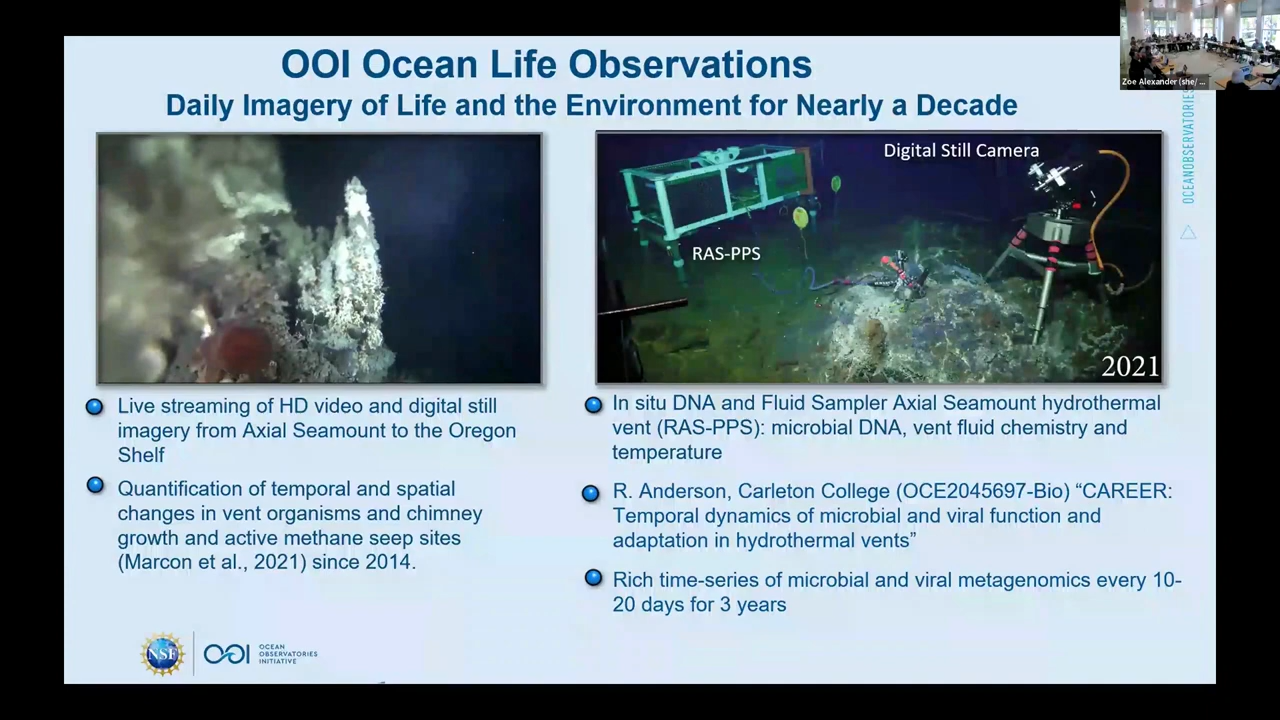 OOI Ocean Life Observations
Daily Imagery of Life and the Environment for Nearly a Decade
Zoe Alexander (she/ ...
OCEANOBSERVATORIES
Digital Still Camera
RAS-PPS
2021
Live streaming of HD video and digital still
imagery from Axial Seamount to the Oregon
Shelf
Quantification of temporal and spatial
changes in vent organisms and chimney
growth and active methane seep sites
(Marcon et al., 2021) since 2014.
In situ DNA and Fluid Sampler Axial Seamount hydrothermal
vent (RAS-PPS): microbial DNA, vent fluid chemistry and
temperature
R. Anderson, Carleton College (OCE2045697-Bio) “CAREER:
Temporal dynamics of microbial and viral function and
adaptation in hydrothermal vents”
Rich time-series of microbial and viral metagenomics every 10-
20 days for 3 years
NSF
OOI
OCEAN
OBSERVATORIES
INITIATIVE